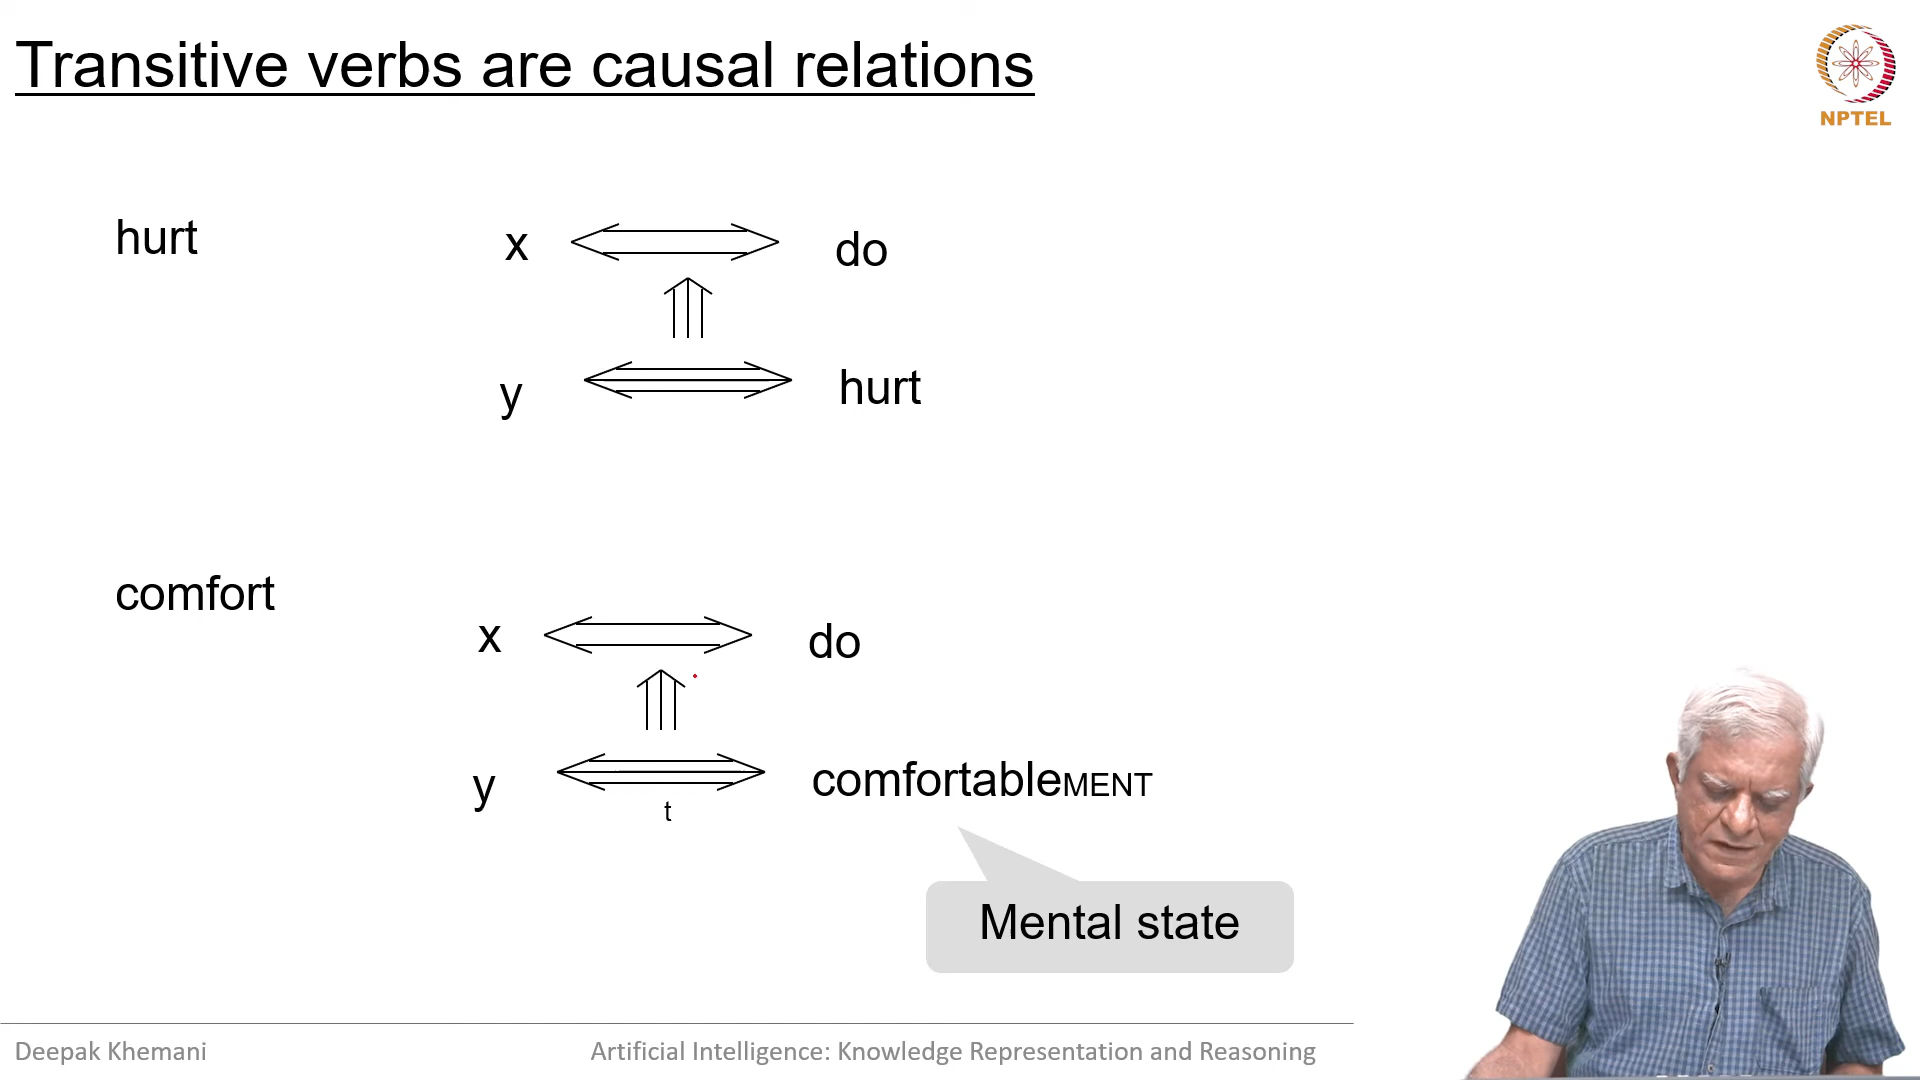 Transitive verbs are causal relations
NPTEL
hurt
x do
y hurt
comfort
x do
y comfortableMENT
t
Mental state
Deepak Khemani
Artificial Intelligence: Knowledge Representation and Reasoning